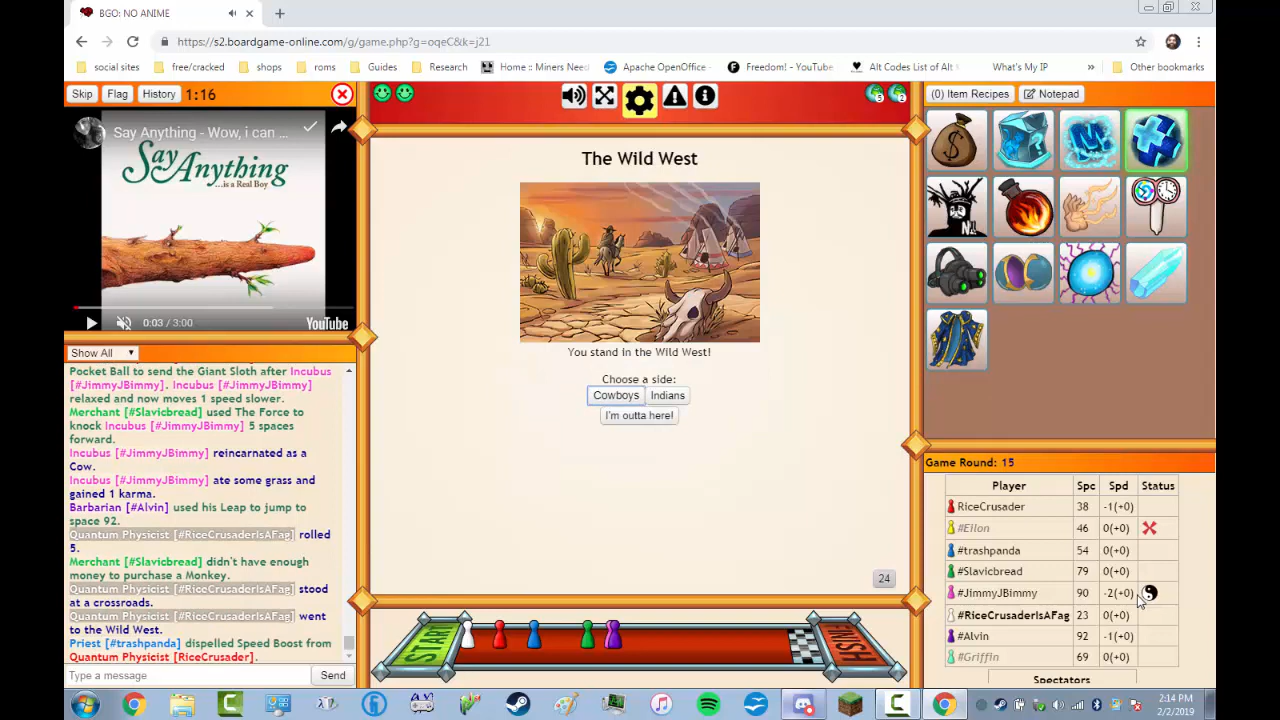 BGO: NO ANIME
https://s2.boardgame-online.com/g/game.php?g=oqeC&k=j21
social sites
free/cracked
shops
roms
Guides
Research
Home :: Miners Need
Apache OpenOffice -
Freedom! - YouTube
Alt Codes List of Alt
What's My IP
»
Other bookmarks
Skip
Flag
History
1:16
Say Anything - Wow, i can ...
Say Anything
...is a Real Boy
0:03 / 3:00
YouTube
Show All
Pocket Ball to send the Giant Sloth after Incubus
[#JimmyJBimmy]. Incubus [#JimmyJBimmy]
relaxed and now moves 1 speed slower.
Merchant [#Slavicbread] used The Force to
knock Incubus [#JimmyJBimmy] 5 spaces
forward.
Incubus [#JimmyJBimmy] reincarnated as a
Cow.
Incubus [#JimmyJBimmy] ate some grass and
gained 1 karma.
Barbarian [#Alvin] used his Leap to jump to
space 92.
Quantum Physicist [#RiceCrusaderIsAFag] rolled
5.
Merchant [#Slavicbread] didn't have enough
money to purchase a Monkey.
Quantum Physicist [#RiceCrusaderIsAFag] stood
at a crossroads.
Quantum Physicist [#RiceCrusaderIsAFag] went
to the Wild West.
Priest [#trashpanda] dispelled Speed Boost from
Quantum Physicist [RiceCrusader].
Type a message
Send
The Wild West
You stand in the Wild West!
Choose a side:
Cowboys
Indians
I'm outta here!
24
START
FINISH
(0) Item Recipes
Notepad
Game Round: 15
Player Spc Spd Status
RiceCrusader 38 -1(+0)
#Ellon 46 0(+0)
#trashpanda 54 0(+0)
#Slavicbread 79 0(+0)
#JimmyJBimmy 90 -2(+0)
#RiceCrusaderIsAFag 23 0(+0)
#Alvin 92 -1(+0)
#Griffin 69 0(+0)
Spectators
2:14 PM
2/2/2019